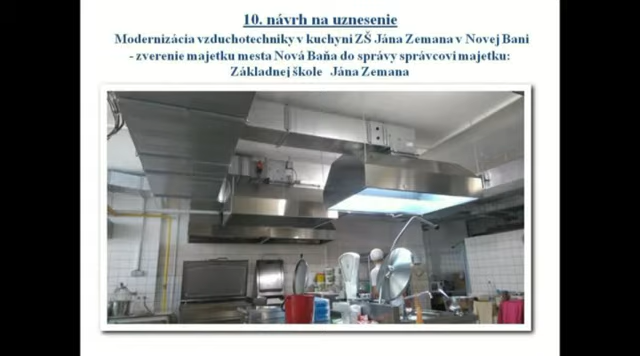 10. návrh na uznesenie
Modernizácia vzduchotechniky v kuchyni ZŠ Jána Zemana v Novej Bani
- zverenie majetku mesta Nová Baňa do správy správcovi majetku:
Základnej škole Jána Zemana